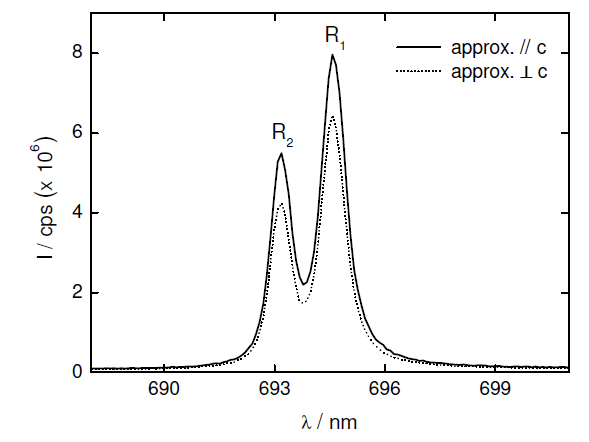 R1
approx. // c
approx. ⊥ c
R2
8
6
4
2
0
I / cps (x 10^6)
690
693
696
699
λ / nm